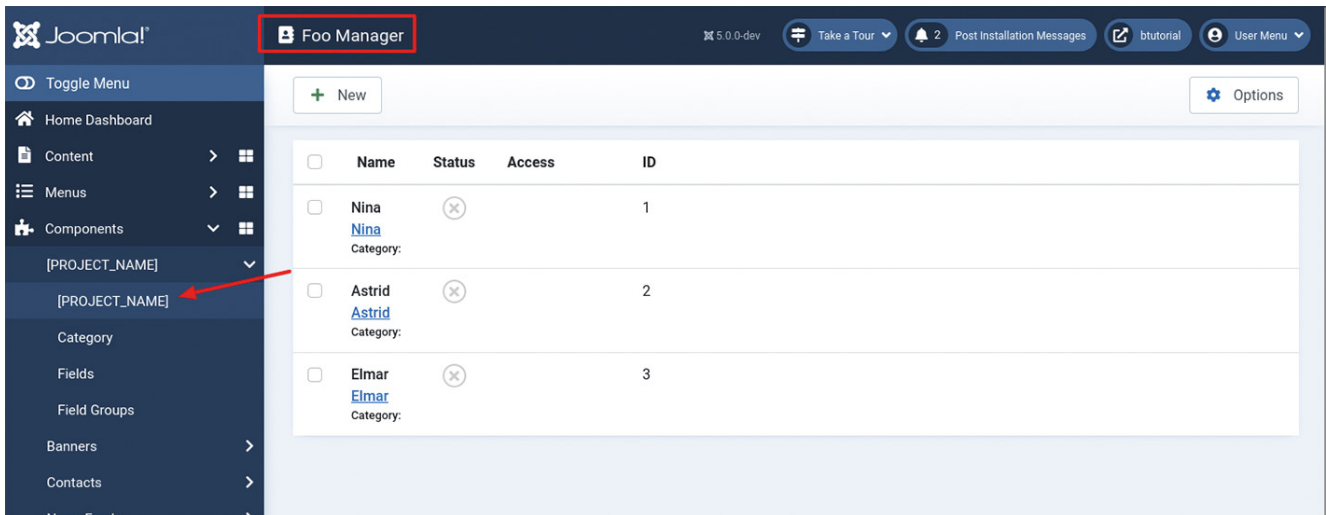 Joomla!
Foo Manager
5.0.0-dev
Take a Tour
2 Post Installation Messages
btutorial
User Menu
Toggle Menu
Home Dashboard
Content
Menus
Components
[PROJECT_NAME]
[PROJECT_NAME]
Category
Fields
Field Groups
Banners
Contacts
New
Options
Name Status Access ID
Nina 1
Nina
Category:
Astrid 2
Astrid
Category:
Elmar 3
Elmar
Category: